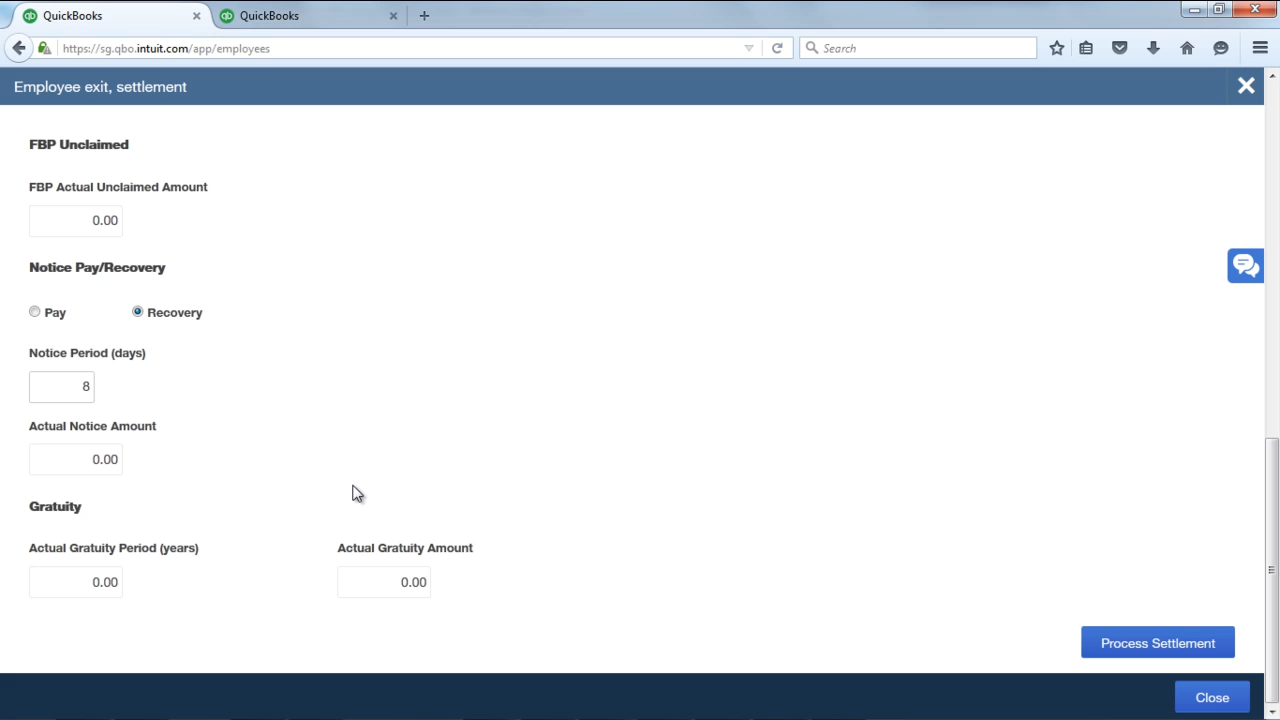 QuickBooks
QuickBooks
https://sg.qbo.intuit.com/app/employees
Search
Employee exit, settlement
FBP Unclaimed
FBP Actual Unclaimed Amount
0.00
Notice Pay/Recovery
Pay
Recovery
Notice Period (days)
8
Actual Notice Amount
0.00
Gratuity
Actual Gratuity Period (years)
Actual Gratuity Amount
0.00
0.00
Process Settlement
Close